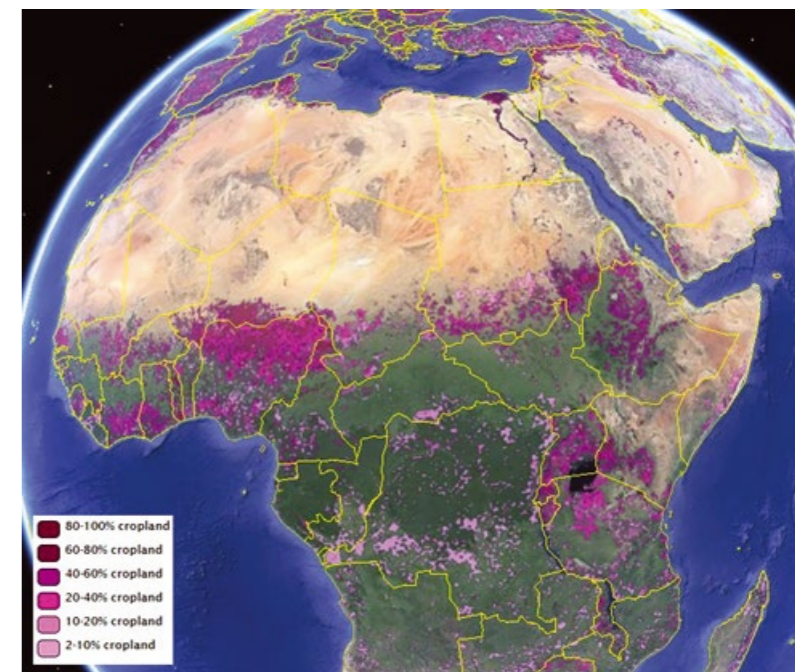 80-100% cropland
60-80% cropland
40-60% cropland
20-40% cropland
10-20% cropland
2-10% cropland